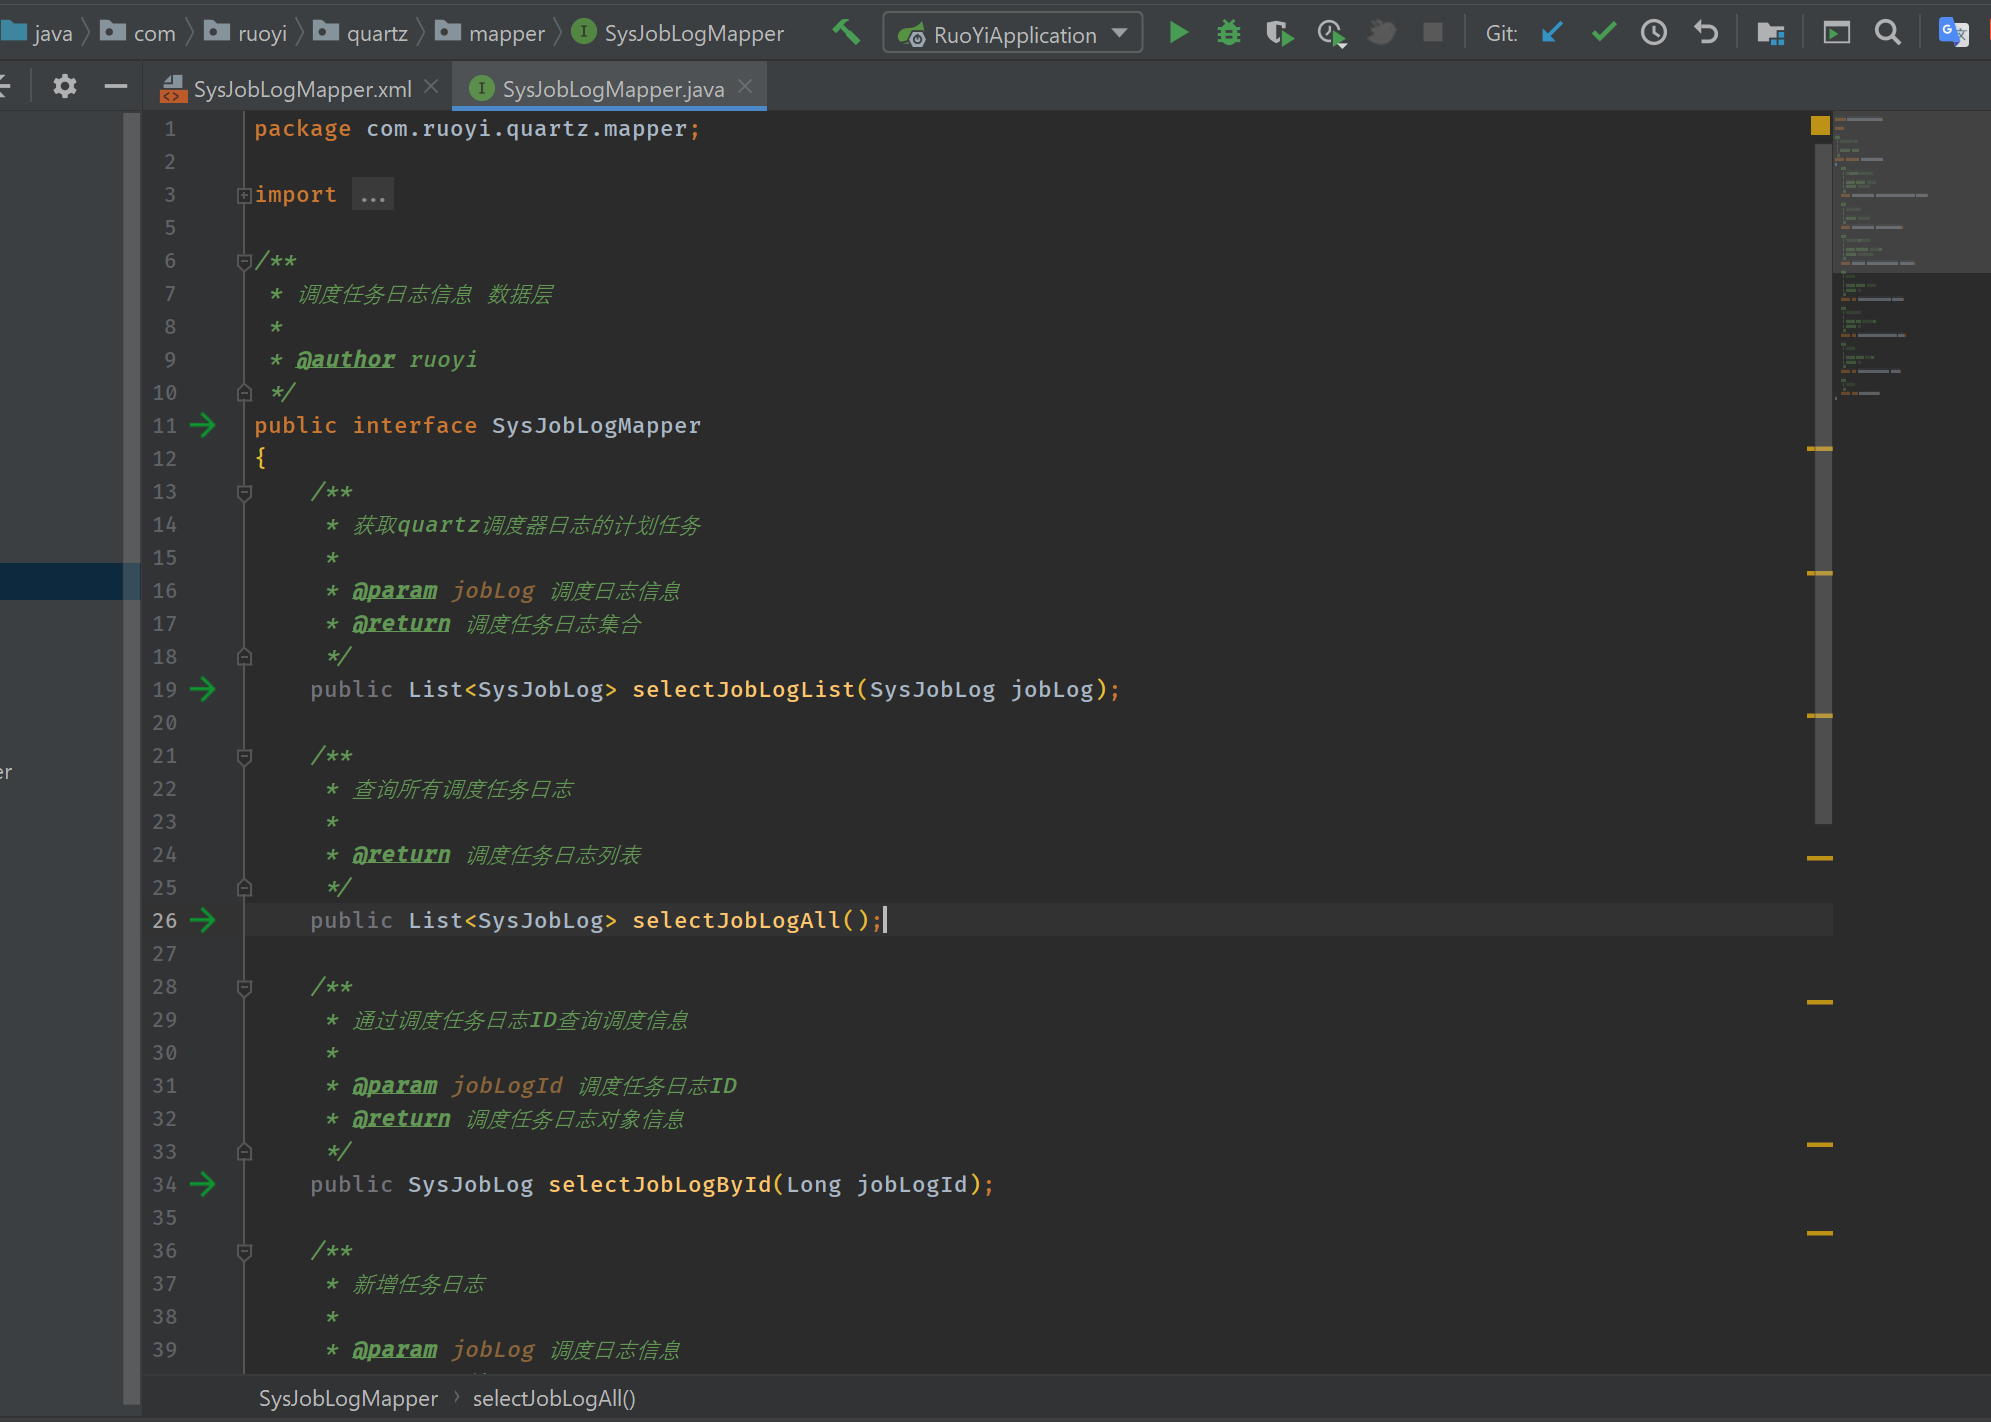 java com ruoyi quartz mapper SysJobLogMapper RuoYiApplication Git:
SysJobLogMapper.xml SysJobLogMapper.java
1 package com.ruoyi.quartz.mapper;
2
3 import ...
5
6 /**
7 * 调度任务日志信息 数据层
8 *
9 * @author ruoyi
10 */
11 public interface SysJobLogMapper
12 {
13 /**
14 * 获取quartz调度器日志的计划任务
15 *
16 * @param jobLog 调度日志信息
17 * @return 调度任务日志集合
18 */
19 public List<SysJobLog> selectJobLogList(SysJobLog jobLog);
20
21 /**
er
22 * 查询所有调度任务日志
23 *
24 * @return 调度任务日志列表
25 */
26 public List<SysJobLog> selectJobLogAll();
27
28 /**
29 * 通过调度任务日志ID查询调度信息
30 *
31 * @param jobLogId 调度任务日志ID
32 * @return 调度任务日志对象信息
33 */
34 public SysJobLog selectJobLogById(Long jobLogId);
35
36 /**
37 * 新增任务日志
38 *
39 * @param jobLog 调度日志信息
SysJobLogMapper › selectJobLogAll()